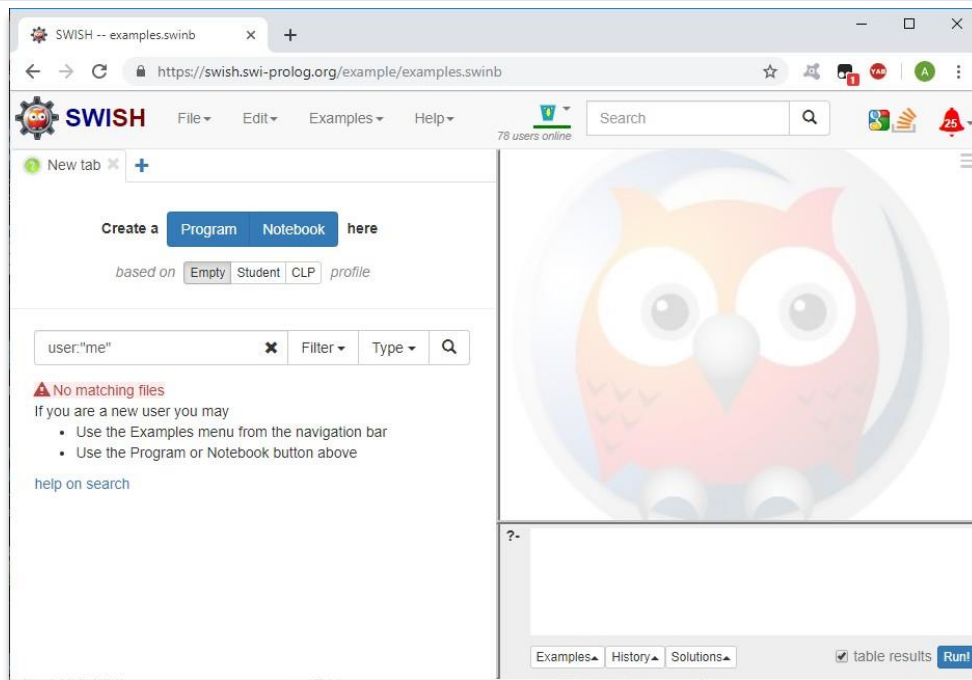 SWISH -- examples.swinb
https://swish.swi-prolog.org/example/examples.swinb
1
YAB
A
SWISH File Edit Examples Help
78 users online
Search
8
25
New tab
Create a Program Notebook here
based on Empty Student CLP profile
user:"me" Filter Type
No matching files
If you are a new user you may
• Use the Examples menu from the navigation bar
• Use the Program or Notebook button above
help on search
?-
Examples History Solutions table results Run!